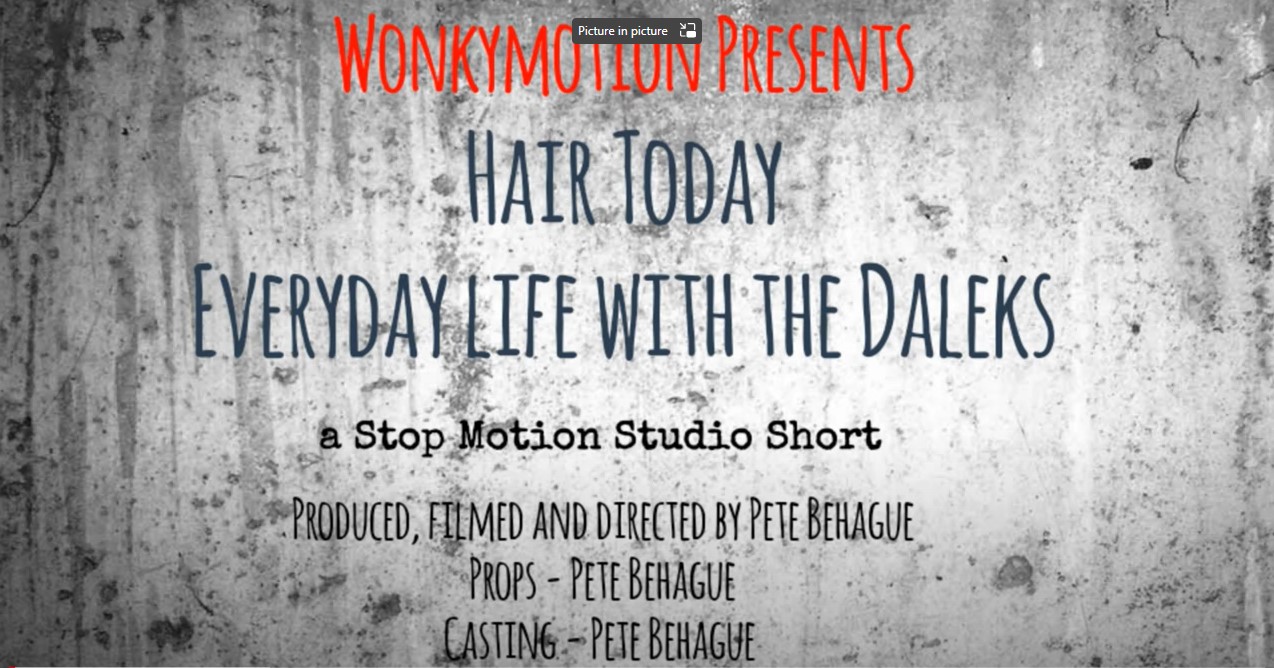 Picture in picture
Wonkymotion Presents
Hair Today
Everyday life with the Daleks
a Stop Motion Studio Short
Produced, filmed and directed by Pete Behague
Props - Pete Behague
Casting - Pete Behague